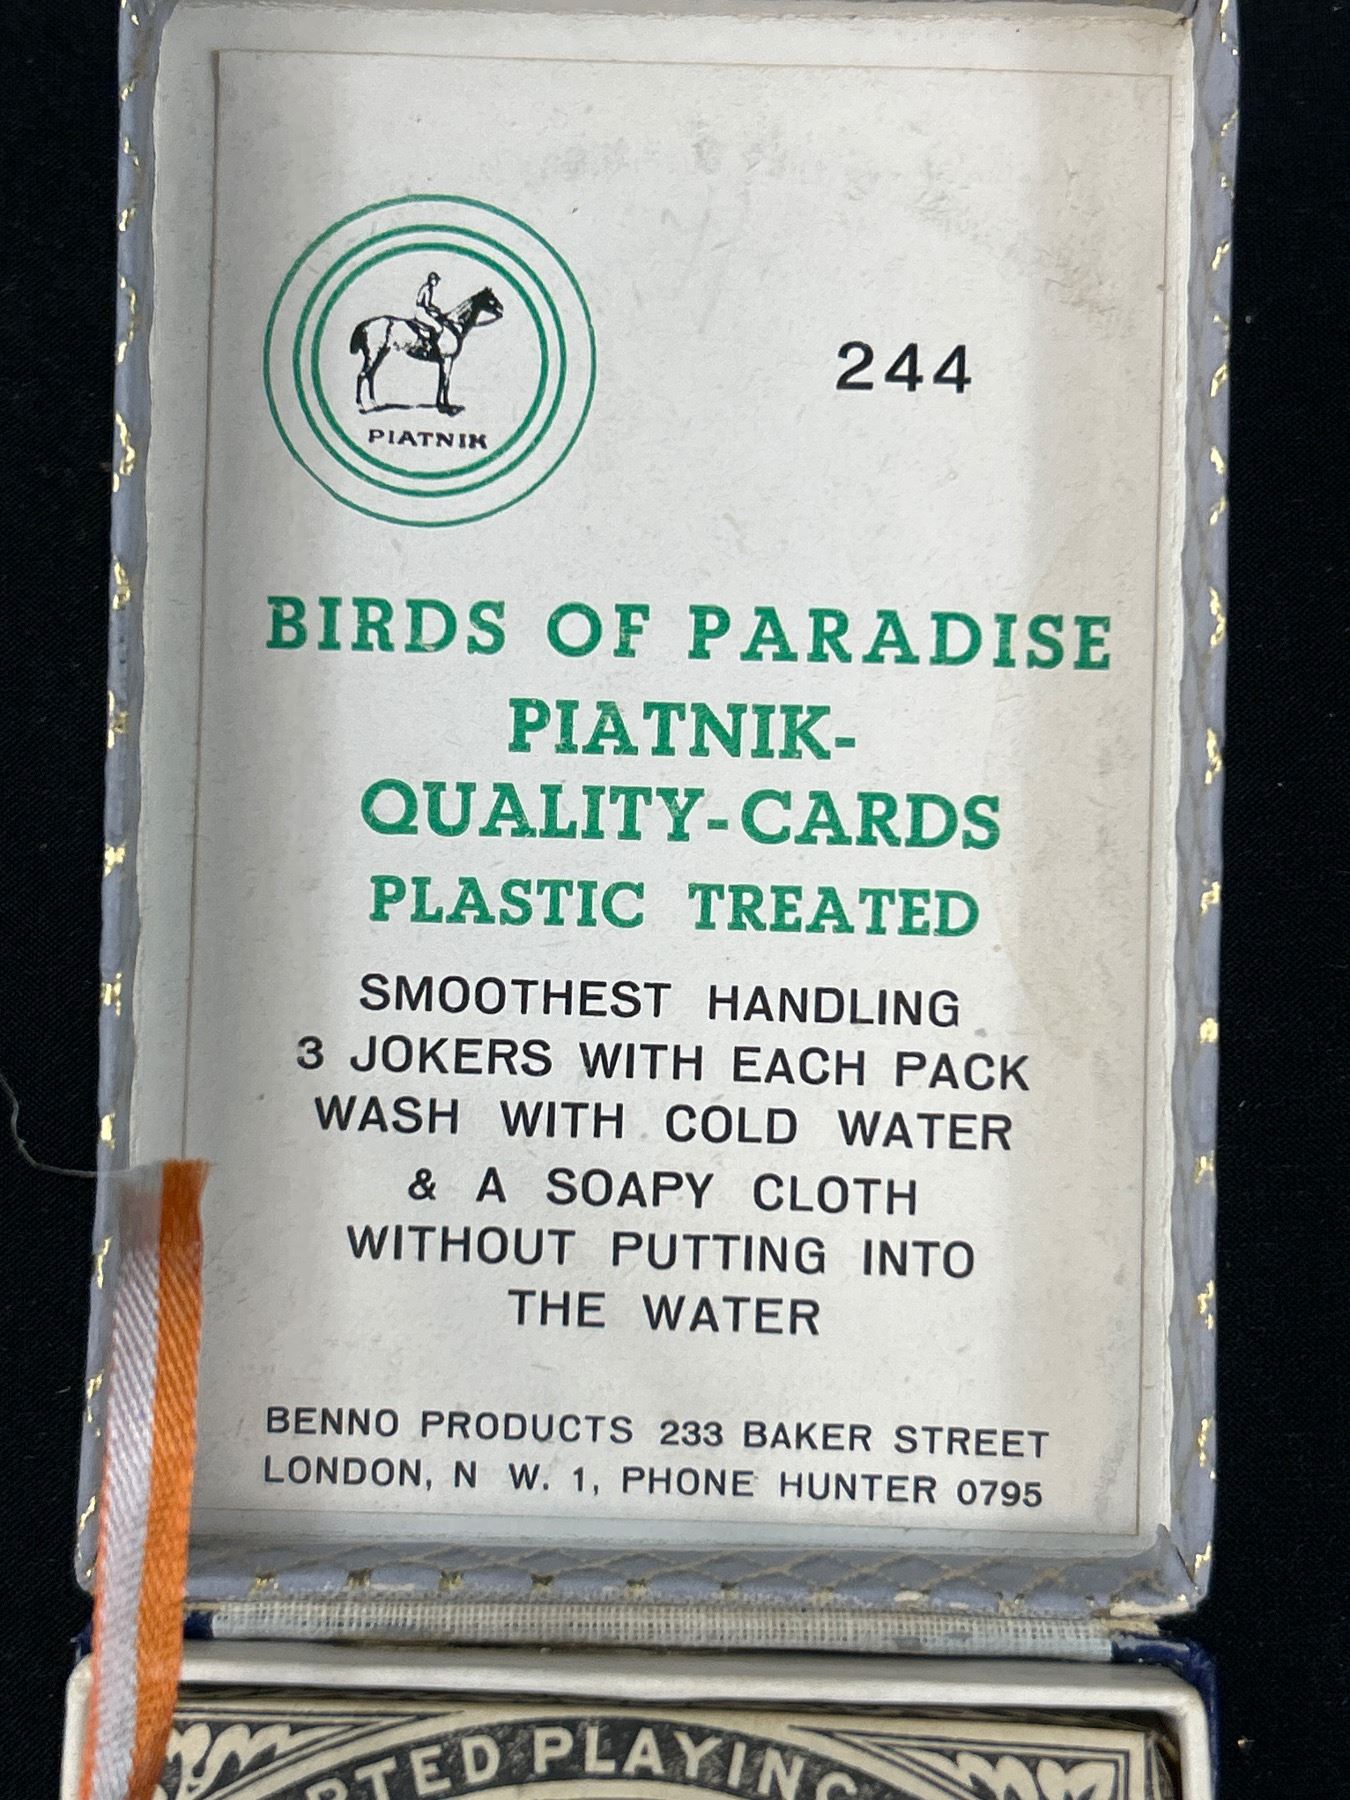 PIATNIK
244
BIRDS OF PARADISE
PIATNIK-
QUALITY-CARDS
PLASTIC TREATED
SMOOTHEST HANDLING
3 JOKERS WITH EACH PACK
WASH WITH COLD WATER
& A SOAPY CLOTH
WITHOUT PUTTING INTO
THE WATER
BENNO PRODUCTS 233 BAKER STREET
LONDON, N W. 1, PHONE HUNTER 0795
PLAYING